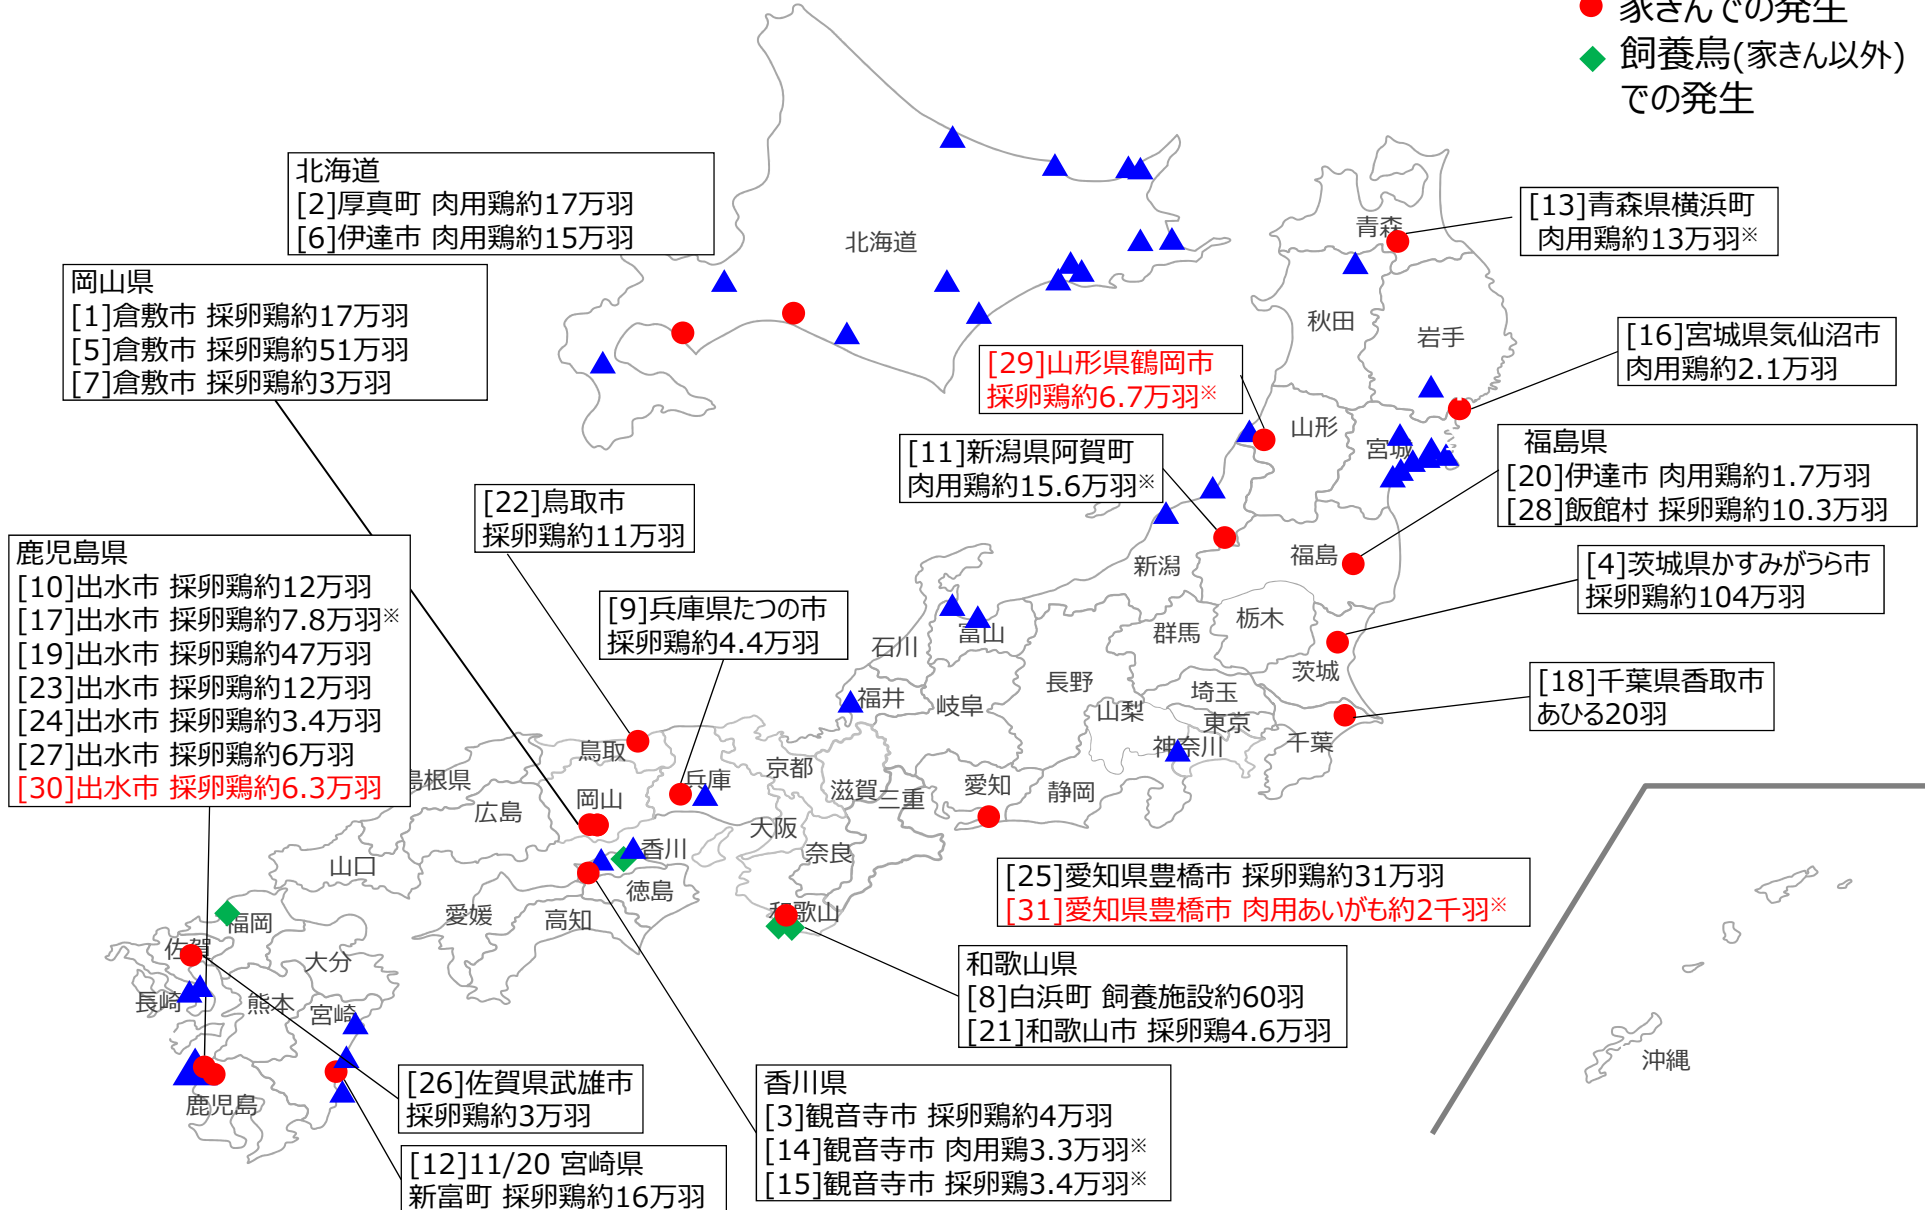 家きんでの発生
飼養鳥(家きん以外)
での発生
北海道
[2]厚真町 肉用鶏約17万羽
[6]伊達市 肉用鶏約15万羽
岡山県
[1]倉敷市 採卵鶏約17万羽
[5]倉敷市 採卵鶏約51万羽
[7]倉敷市 採卵鶏約3万羽
[13]青森県横浜町
肉用鶏約13万羽※
[16]宮城県気仙沼市
肉用鶏約2.1万羽
[29]山形県鶴岡市
採卵鶏約6.7万羽※
[11]新潟県阿賀町
肉用鶏約15.6万羽※
福島県
[20]伊達市 肉用鶏約1.7万羽
[28]飯館村 採卵鶏約10.3万羽
[22]鳥取市
採卵鶏約11万羽
鹿児島県
[10]出水市 採卵鶏約12万羽
[17]出水市 採卵鶏約7.8万羽※
[19]出水市 採卵鶏約47万羽
[23]出水市 採卵鶏約12万羽
[24]出水市 採卵鶏約3.4万羽
[27]出水市 採卵鶏約6万羽
[30]出水市 採卵鶏約6.3万羽
[9]兵庫県たつの市
採卵鶏約4.4万羽
[4]茨城県かすみがうら市
採卵鶏約104万羽
[18]千葉県香取市
あひる20羽
[25]愛知県豊橋市 採卵鶏約31万羽
[31]愛知県豊橋市 肉用あいがも約2千羽※
和歌山県
[8]白浜町 飼養施設約60羽
[21]和歌山市 採卵鶏4.6万羽
[26]佐賀県武雄市
採卵鶏約3万羽
香川県
[3]観音寺市 採卵鶏約4万羽
[14]観音寺市 肉用鶏3.3万羽※
[15]観音寺市 採卵鶏3.4万羽※
[12]11/20 宮崎県
新富町 採卵鶏約16万羽
北海道
青森
秋田
岩手
山形
宮城
福島
新潟
栃木
群馬
茨城
埼玉
東京
千葉
神奈川
山梨
長野
静岡
愛知
岐阜
富山
石川
福井
滋賀
三重
京都
大阪
奈良
和歌山
兵庫
鳥取
岡山
島根県
広島
山口
香川
徳島
愛媛
高知
福岡
佐賀
長崎
大分
熊本
宮崎
鹿児島
沖縄